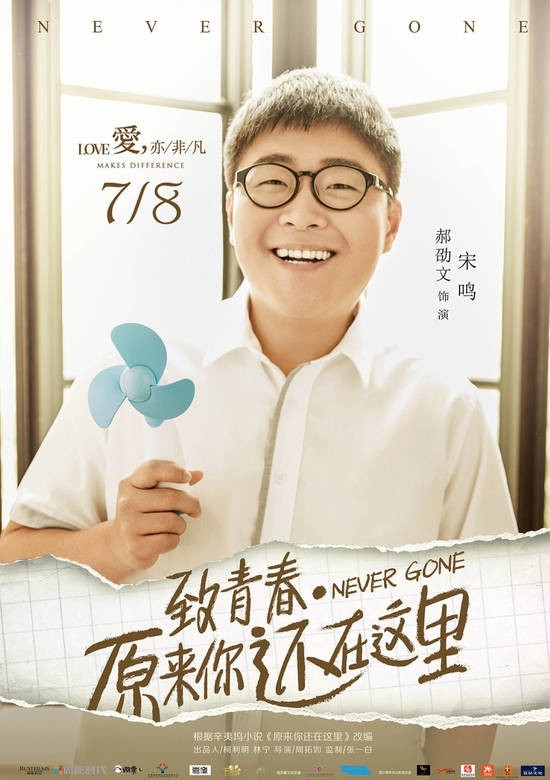 NEVER GONE
LOVE 愛,亦/非/凡
MAKES DIFFERENCE
7/8
郝劭文 饰演
宋鸣
致青春·NEVER GONE
原来你还在这里
根据辛夷坞小说《原来你还在这里》改编
出品人/柯利明 林宁 导演/周拓如 监制/张一白